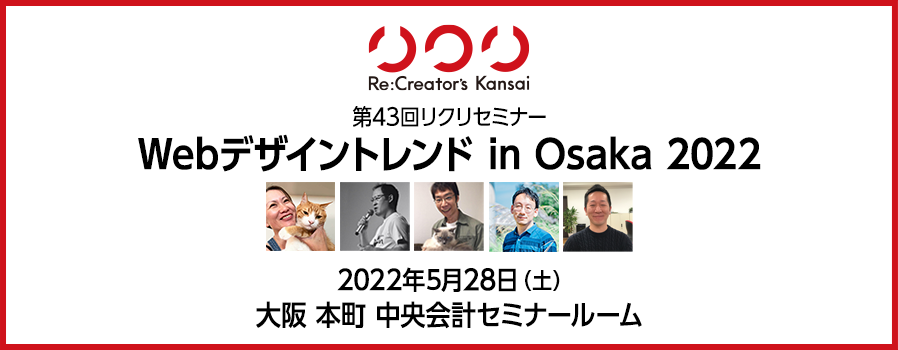 Re:Creator's Kansai
第43回リクリセミナー
Webデザイントレンド in Osaka 2022
2022年5月28日（土）
大阪 本町 中央会計セミナールーム